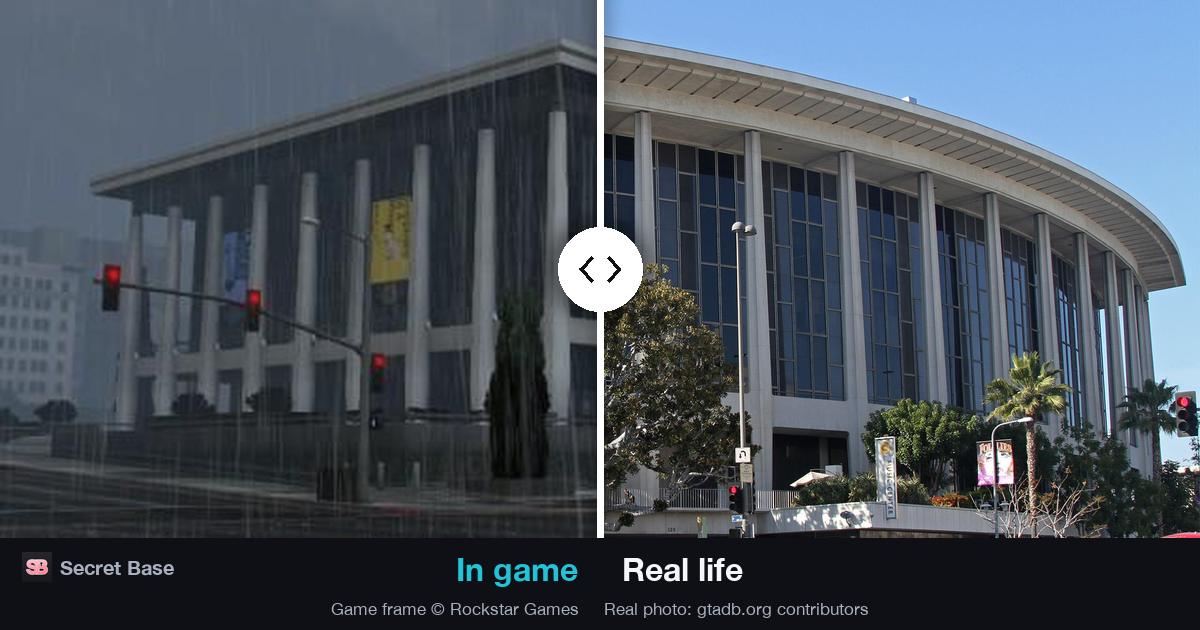 SB Secret Base
In game
Real life
Game frame © Rockstar Games
Real photo: gtadb.org contributors